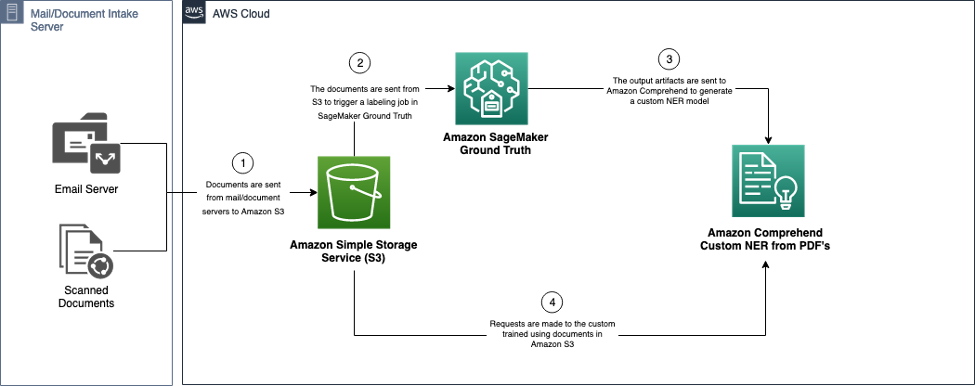 Mail/Document Intake
Server
aws
AWS Cloud
Email Server
Scanned
Documents
1
Documents are sent
from mail/document
servers to Amazon S3
Amazon Simple Storage
Service (S3)
2
The documents are sent from
S3 to trigger a labeling job in
SageMaker Ground Truth
Amazon SageMaker
Ground Truth
3
The output artifacts are sent to
Amazon Comprehend to generate
a custom NER model
Amazon Comprehend
Custom NER from PDF's
4
Requests are made to the custom
trained using documents in
Amazon S3